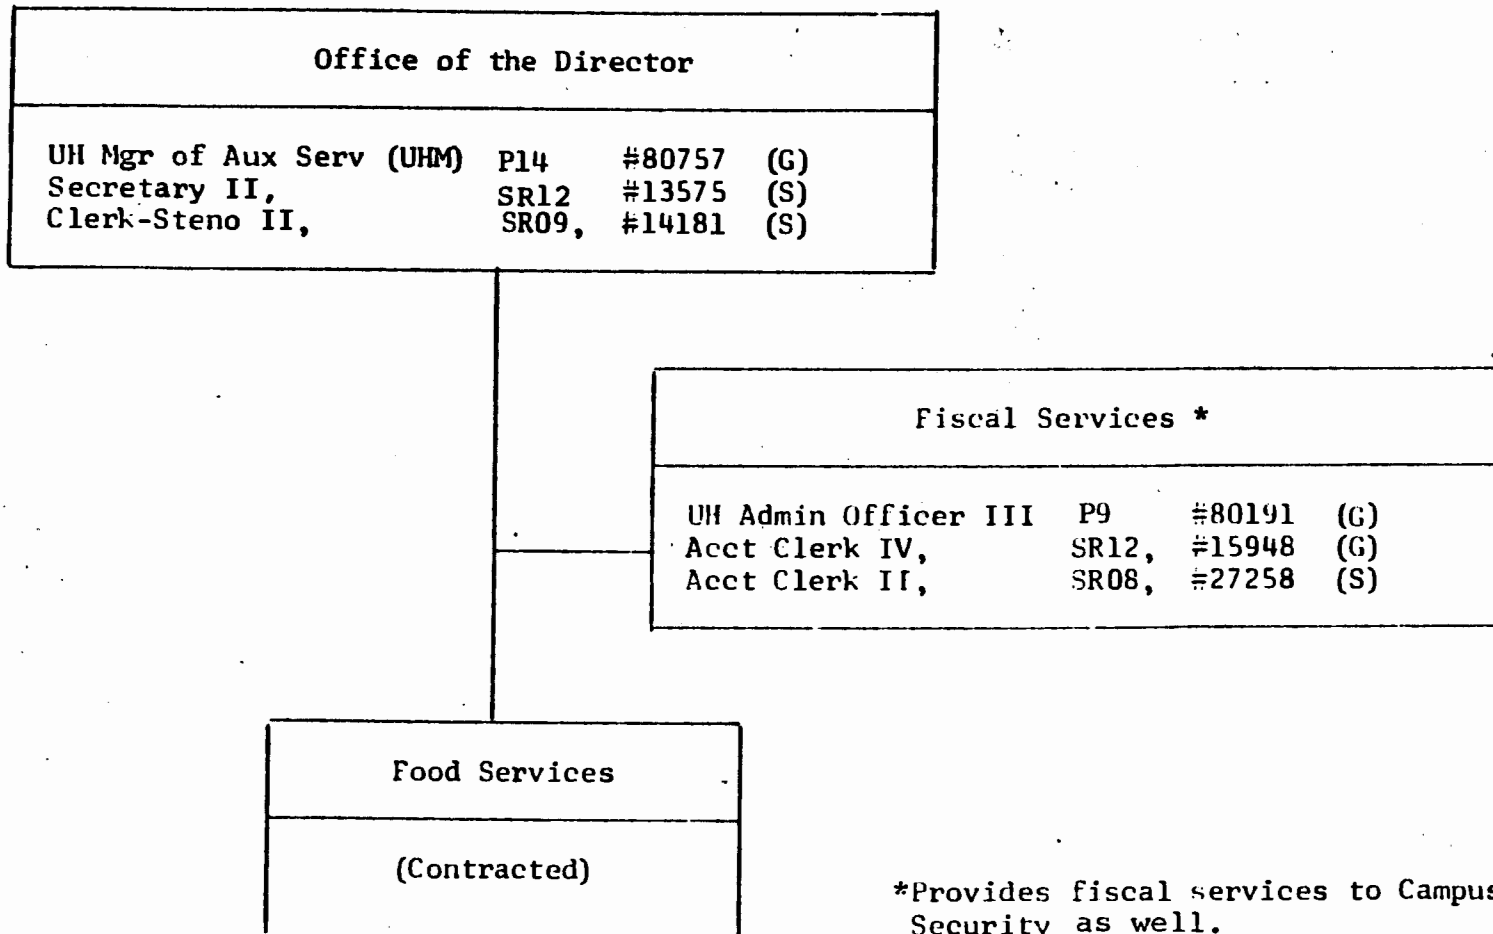 Office of the Director
UH Mgr of Aux Serv (UHM) P14 #80757 (G)
Secretary II, SR12 #13575 (S)
Clerk-Steno II, SR09, #14181 (S)
Fiscal Services *
UH Admin Officer III P9 #80191 (G)
Acct Clerk IV, SR12, #15948 (G)
Acct Clerk II, SR08, #27258 (S)
Food Services
(Contracted)
*Provides fiscal services to Campus
Security as well.